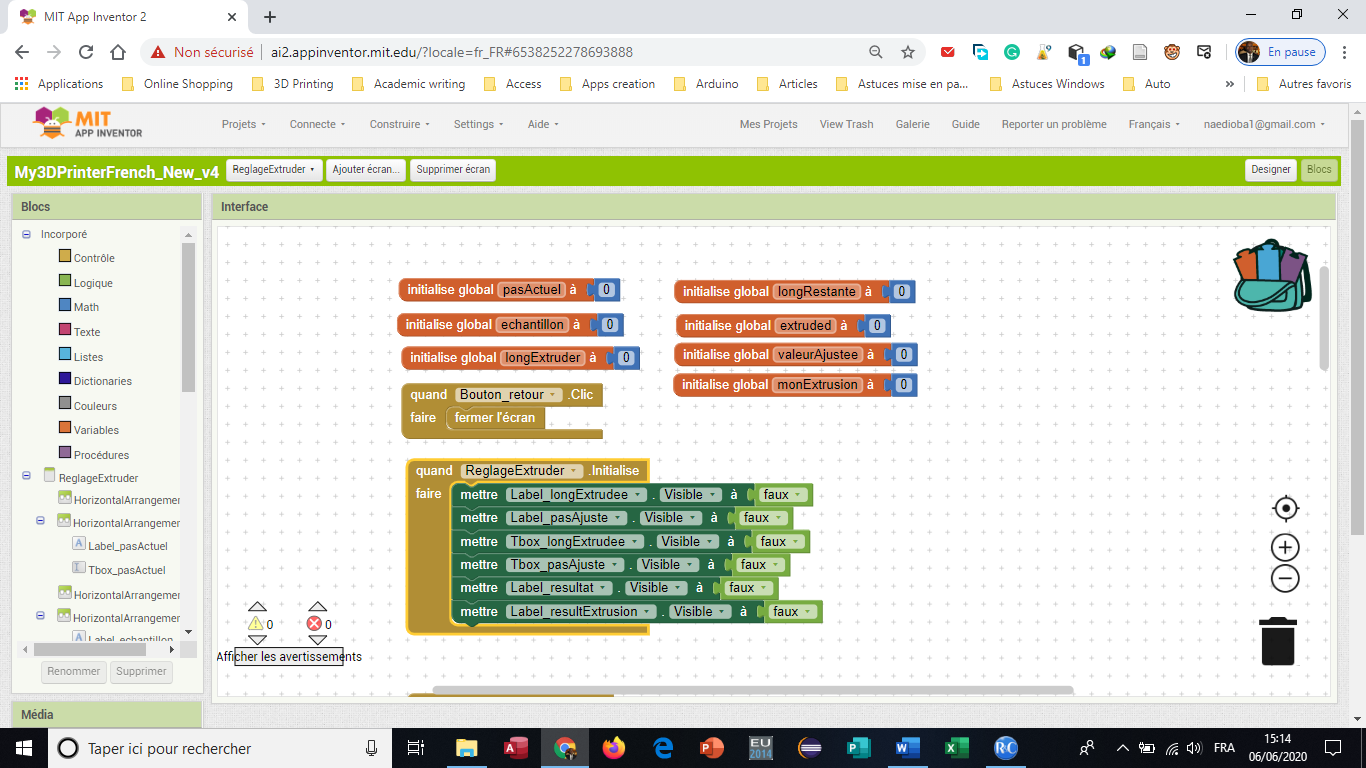 MIT App Inventor 2
Non sécurisé
ai2.appinventor.mit.edu/?locale=fr_FR#6538252278693888
1
En pause
Applications
Online Shopping
3D Printing
Academic writing
Access
Apps creation
Arduino
Articles
Astuces mise en pa...
Astuces Windows
Auto
»
Autres favoris
MIT
APP INVENTOR
Projets
Connecte
Construire
Settings
Aide
Mes Projets
View Trash
Galerie
Guide
Reporter un problème
Français
naedioba1@gmail.com
My3DPrinterFrench_New_v4
ReglageExtruder
Ajouter écran...
Supprimer écran
Designer
Blocs
Blocs
Interface
Incorporé
Contrôle
Logique
Math
Texte
Listes
Dictionaries
Couleurs
Variables
Procédures
ReglageExtruder
HorizontalArrangemer
HorizontalArrangemer
Label_pasActuel
Tbox_pasActuel
HorizontalArrangemer
HorizontalArrangemer
Label_echantillon
Renommer
Supprimer
Média
initialise global pasActuel à 0
initialise global echantillon à 0
initialise global longExtruder à 0
initialise global longRestante à 0
initialise global extruded à 0
initialise global valeurAjustee à 0
initialise global monExtrusion à 0
quand Bouton_retour .Clic
faire fermer l'écran
quand ReglageExtruder .Initialise
faire mettre Label_longExtrudee . Visible à faux
mettre Label_pasAjuste . Visible à faux
mettre Tbox_longExtrudee . Visible à faux
mettre Tbox_pasAjuste . Visible à faux
mettre Label_resultat . Visible à faux
mettre Label_resultExtrusion . Visible à faux
0
0
Afficher les avertissements
Taper ici pour rechercher
EU
2014
FRA
15:14
06/06/2020